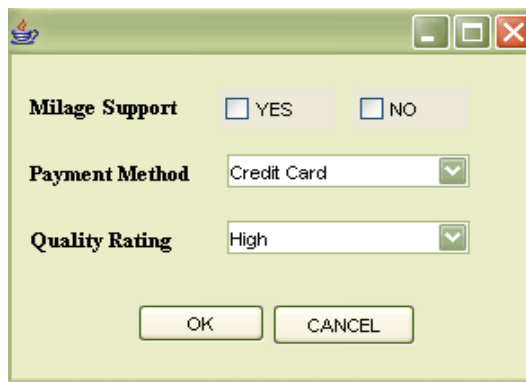 Milage Support YES NO
Payment Method Credit Card
Quality Rating High
OK CANCEL